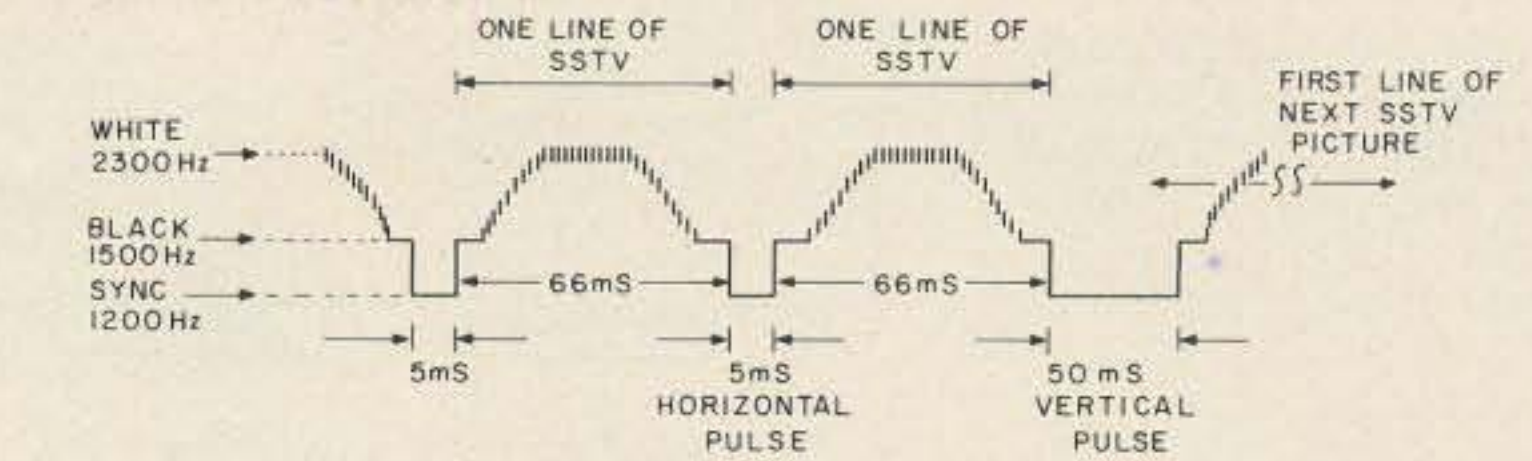 ONE LINE OF
SSTV
ONE LINE OF
SSTV
FIRST LINE OF
NEXT SSTV
PICTURE
WHITE
2300 Hz
BLACK
1500 Hz
SYNC
1200 Hz
66mS
66mS
5mS
5mS
HORIZONTAL
PULSE
50 mS
VERTICAL
PULSE